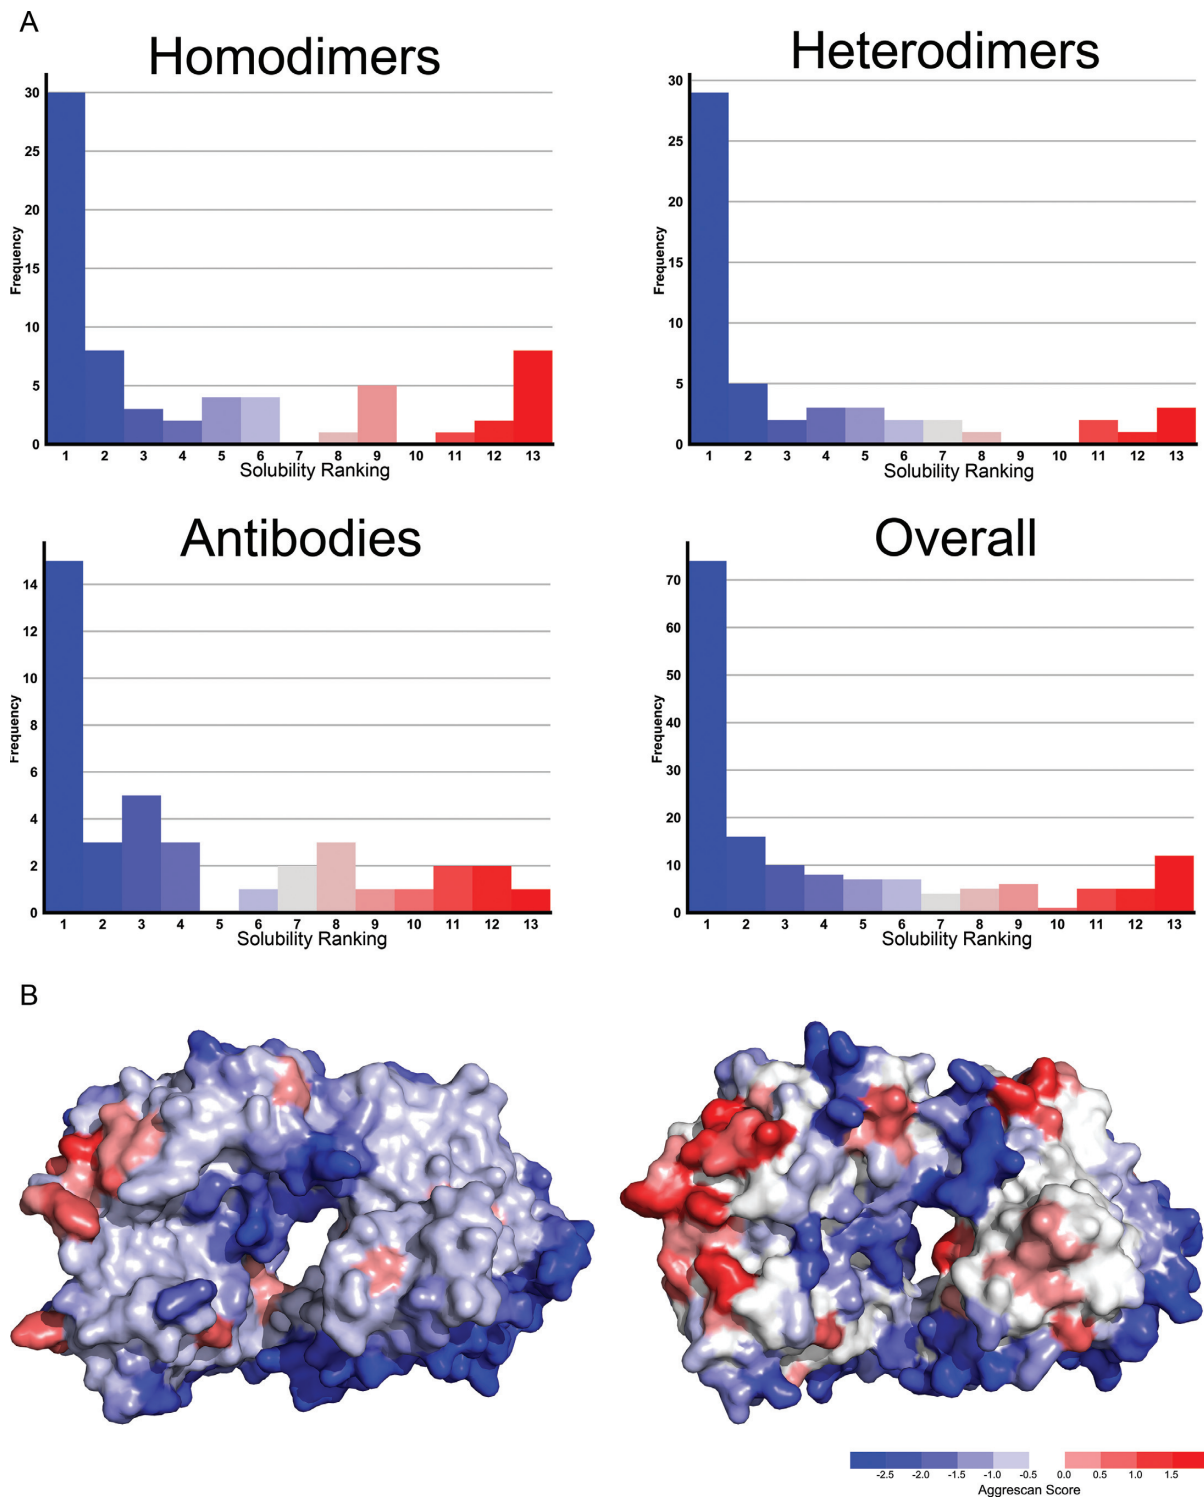 A
Homodimers
30
25
20
15
10
5
0
Frequency
1 2 3 4 5 6 7 8 9 10 11 12 13
Solubility Ranking
Heterodimers
30
25
20
15
10
5
0
Frequency
1 2 3 4 5 6 7 8 9 10 11 12 13
Solubility Ranking
Antibodies
14
12
10
8
6
4
2
0
Frequency
1 2 3 4 5 6 7 8 9 10 11 12 13
Solubility Ranking
Overall
70
60
50
40
30
20
10
0
Frequency
1 2 3 4 5 6 7 8 9 10 11 12 13
Solubility Ranking
B
-2.5 -2.0 -1.5 -1.0 -0.5 0.0 0.5 1.0 1.5
Aggrescan Score